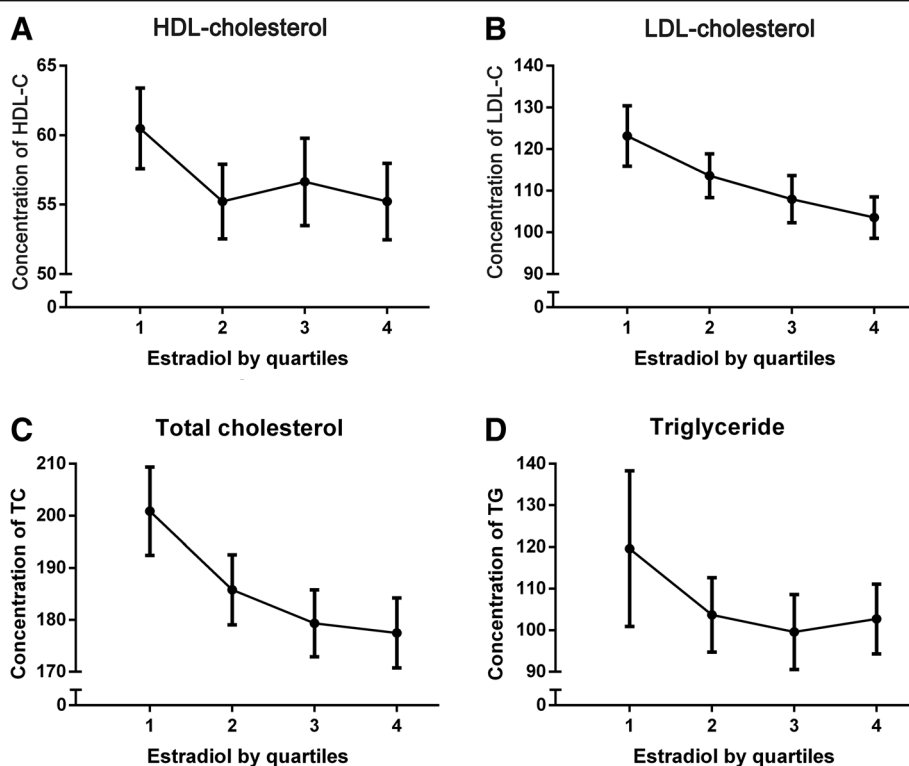 A
HDL-cholesterol
Concentration of HDL-C
65
60
55
50
0
1 2 3 4
Estradiol by quartiles
B
LDL-cholesterol
Concentration of LDL-C
140
130
120
110
100
90
0
1 2 3 4
Estradiol by quartiles
C
Total cholesterol
Concentration of TC
210
200
190
180
170
0
1 2 3 4
Estradiol by quartiles
D
Triglyceride
Concentration of TG
140
130
120
110
100
90
0
1 2 3 4
Estradiol by quartiles